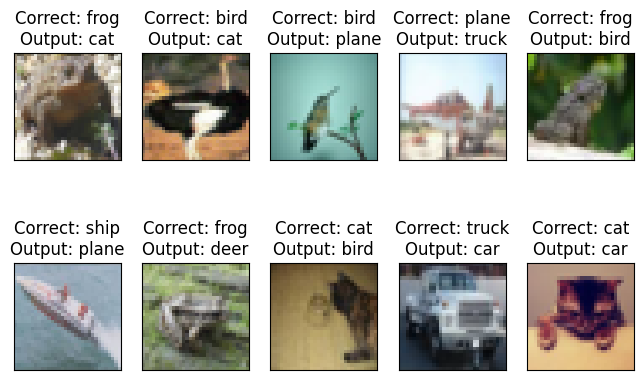 Correct: frog
Output: cat
Correct: bird
Output: cat
Correct: bird
Output: plane
Correct: plane
Output: truck
Correct: frog
Output: bird
Correct: ship
Output: plane
Correct: frog
Output: deer
Correct: cat
Output: bird
Correct: truck
Output: car
Correct: cat
Output: car